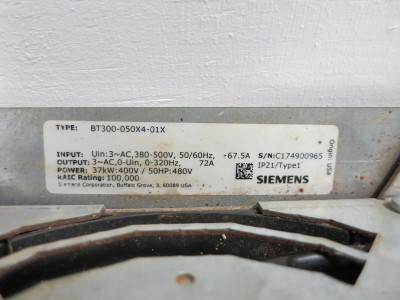 TYPE: BT300-050X4-01X
INPUT: Uin:3~AC,380-500V, 50/60Hz, -67.5A S/N:C174900965
OUTPUT: 3~AC,0-Uin, 0-320Hz, 72A IP21/Type1
POWER: 37kW:400V / 50HP:480V
kAIC Rating: 100,000
Siemens Corporation, Buffalo Grove, IL 60089 USA
SIEMENS
Origin: USA